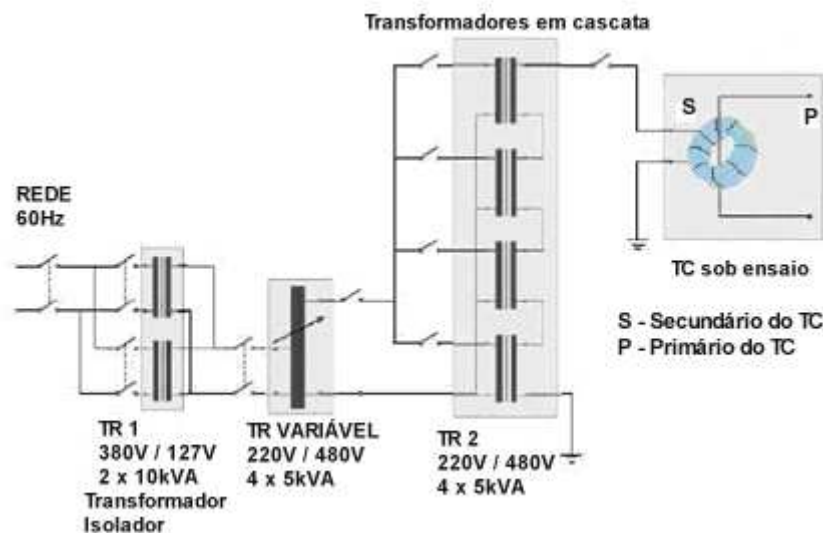 Transformadores em cascata
S
P
REDE
60Hz
TC sob ensaio
S - Secundário do TC
P - Primário do TC
TR 1
380V / 127V
2 x 10kVA
Transformador
Isolador
TR VARIÁVEL
220V / 480V
4 x 5kVA
TR 2
220V / 480V
4 x 5kVA